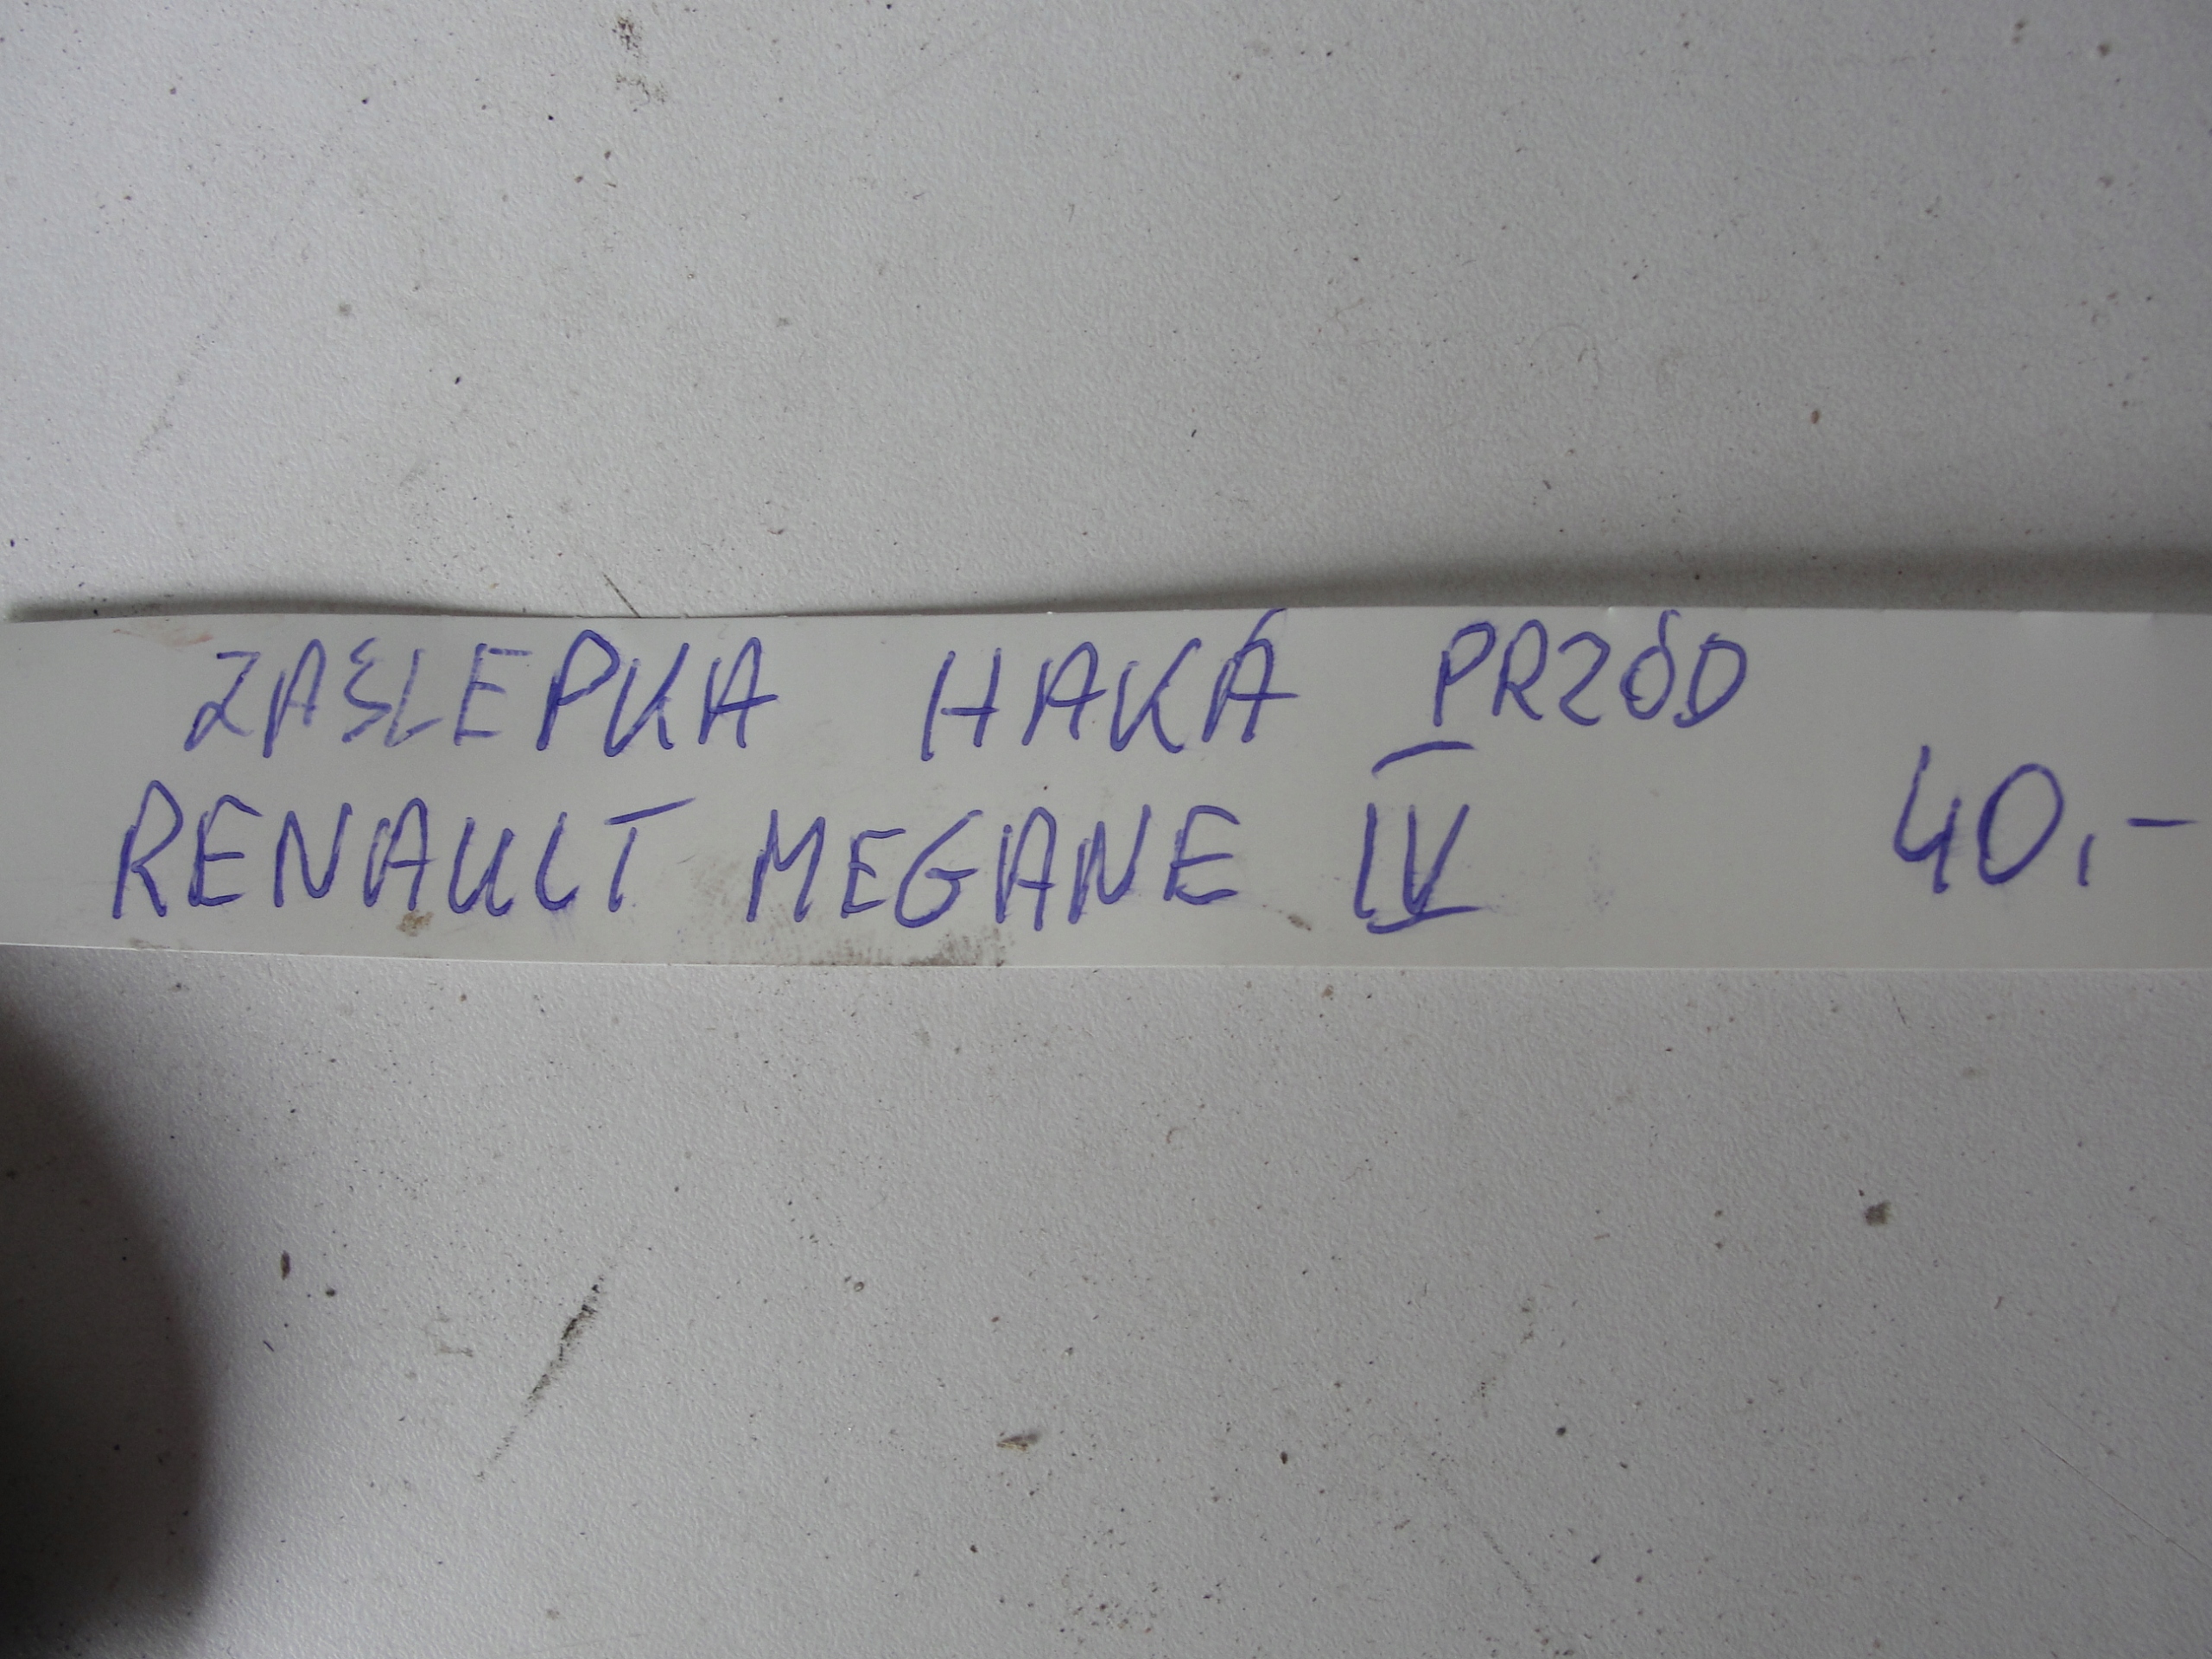 ZAŚLEPKA HAKA PRZÓD
RENAULT MEGANE IV 40,-